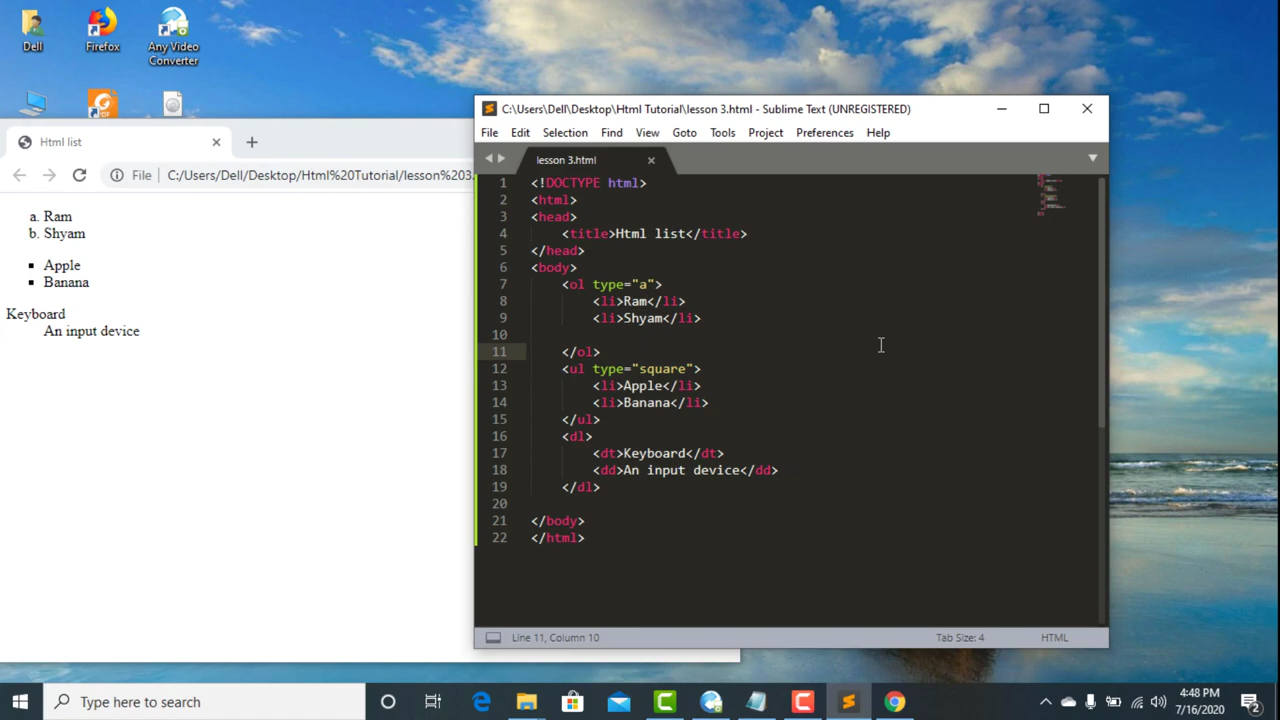 Dell
Firefox
Any Video
Converter
Html list
File
C:/Users/Dell/Desktop/Html%20Tutorial/lesson%203
a. Ram
b. Shyam
Apple
Banana
Keyboard
An input device
C:\Users\Dell\Desktop\Html Tutorial\lesson 3.html - Sublime Text (UNREGISTERED)
File Edit Selection Find View Goto Tools Project Preferences Help
lesson 3.html
1 <!DOCTYPE html>
2 <html>
3 <head>
4 <title>Html list</title>
5 </head>
6 <body>
7 <ol type="a">
8 <li>Ram</li>
9 <li>Shyam</li>
10
11 </ol>
12 <ul type="square">
13 <li>Apple</li>
14 <li>Banana</li>
15 </ul>
16 <dl>
17 <dt>Keyboard</dt>
18 <dd>An input device</dd>
19 </dl>
20
21 </body>
22 </html>
Line 11, Column 10 Tab Size: 4 HTML
Type here to search
4:48 PM
7/16/2020
2